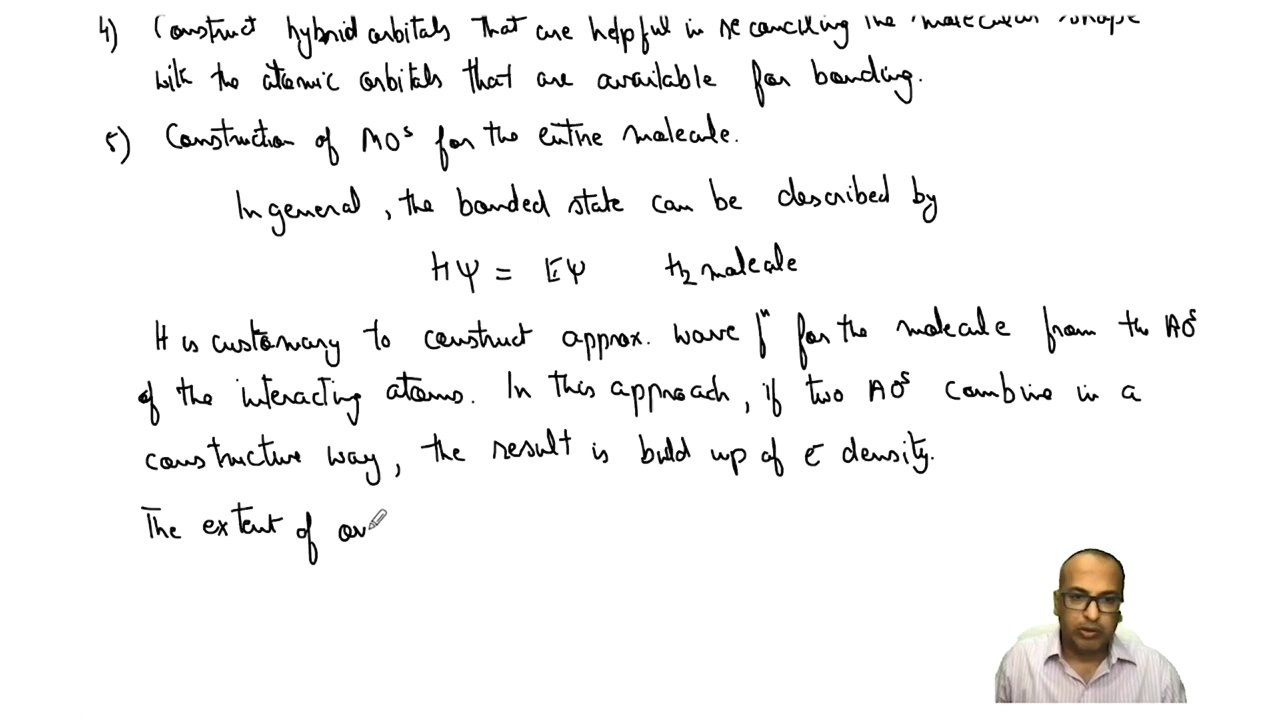 4) Construct hybrid orbitals that are helpful in reconciling the molecular shape
with the atomic orbitals that are available for bonding.
5) Construction of MOˢ for the entire molecule.
In general, the bonded state can be described by
Hψ = Eψ H₂ molecule
It is customary to construct approx. wave fⁿ for the molecule from the AOˢ
of the interacting atoms. In this approach, if two AOˢ combine in a
constructive way, the result is build up of e⁻ density.
The extent of ov